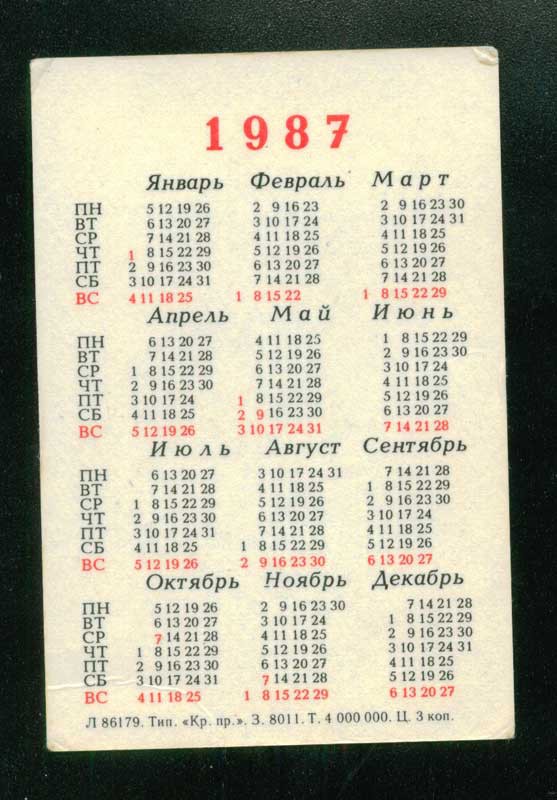 1987
Январь Февраль Март
ПН 5 12 19 26 2 9 16 23 2 9 16 23 30
ВТ 6 13 20 27 3 10 17 24 3 10 17 24 31
СР 7 14 21 28 4 11 18 25 4 11 18 25
ЧТ 1 8 15 22 29 5 12 19 26 5 12 19 26
ПТ 2 9 16 23 30 6 13 20 27 6 13 20 27
СБ 3 10 17 24 31 7 14 21 28 7 14 21 28
ВС 4 11 18 25 1 8 15 22 1 8 15 22 29
Апрель Май Июнь
ПН 6 13 20 27 4 11 18 25 1 8 15 22 29
ВТ 7 14 21 28 5 12 19 26 2 9 16 23 30
СР 1 8 15 22 29 6 13 20 27 3 10 17 24
ЧТ 2 9 16 23 30 7 14 21 28 4 11 18 25
ПТ 3 10 17 24 1 8 15 22 29 5 12 19 26
СБ 4 11 18 25 2 9 16 23 30 6 13 20 27
ВС 5 12 19 26 3 10 17 24 31 7 14 21 28
Июль Август Сентябрь
ПН 6 13 20 27 3 10 17 24 31 7 14 21 28
ВТ 7 14 21 28 4 11 18 25 1 8 15 22 29
СР 1 8 15 22 29 5 12 19 26 2 9 16 23 30
ЧТ 2 9 16 23 30 6 13 20 27 3 10 17 24
ПТ 3 10 17 24 31 7 14 21 28 4 11 18 25
СБ 4 11 18 25 1 8 15 22 29 5 12 19 26
ВС 5 12 19 26 2 9 16 23 30 6 13 20 27
Октябрь Ноябрь Декабрь
ПН 5 12 19 26 2 9 16 23 30 7 14 21 28
ВТ 6 13 20 27 3 10 17 24 1 8 15 22 29
СР 7 14 21 28 4 11 18 25 2 9 16 23 30
ЧТ 1 8 15 22 29 5 12 19 26 3 10 17 24 31
ПТ 2 9 16 23 30 6 13 20 27 4 11 18 25
СБ 3 10 17 24 31 7 14 21 28 5 12 19 26
ВС 4 11 18 25 1 8 15 22 29 6 13 20 27
Л 86179. Тип. «Кр. пр.». З. 8011. Т. 4 000 000. Ц. 3 коп.